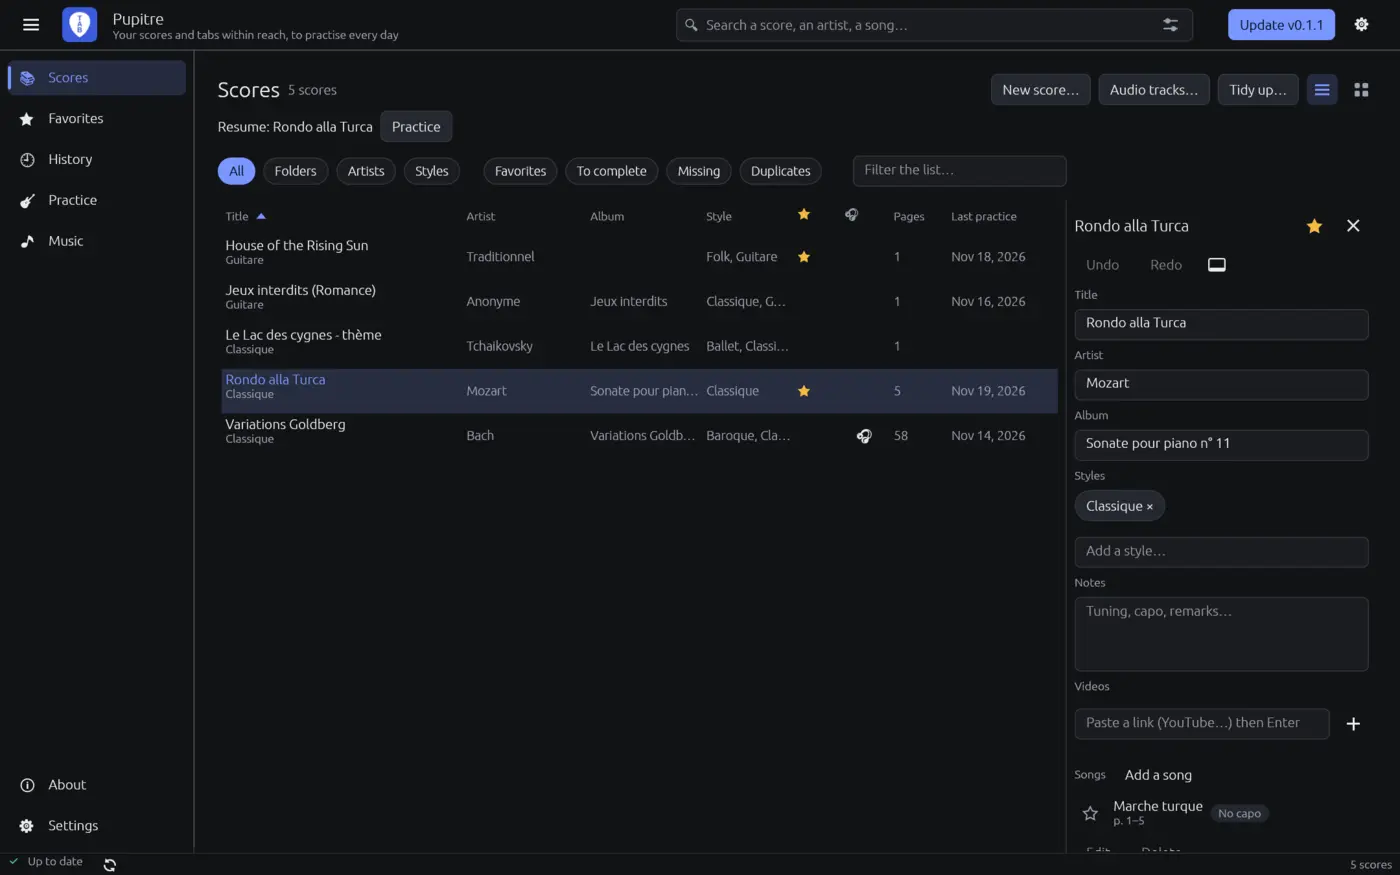 Pupitre
Your scores and tabs within reach, to practise every day
TAB
Search a score, an artist, a song…
Update v0.1.1
Scores
Favorites
History
Practice
Music
About
Settings
Scores 5 scores
New score…
Audio tracks…
Tidy up…
Resume: Rondo alla Turca
Practice
All
Folders
Artists
Styles
Favorites
To complete
Missing
Duplicates
Filter the list…
Title Artist Album Style Pages Last practice
House of the Rising Sun
Guitare
Traditionnel Folk, Guitare 1 Nov 18, 2026
Jeux interdits (Romance)
Guitare
Anonyme Jeux interdits Classique, G… 1 Nov 16, 2026
Le Lac des cygnes - thème
Classique
Tchaikovsky Le Lac des cygnes Ballet, Classi… 1
Rondo alla Turca
Classique
Mozart Sonate pour pian… Classique 5 Nov 19, 2026
Variations Goldberg
Classique
Bach Variations Goldb… Baroque, Cla… 58 Nov 14, 2026
Rondo alla Turca
Undo Redo
Title
Rondo alla Turca
Artist
Mozart
Album
Sonate pour piano n° 11
Styles
Classique ×
Add a style…
Notes
Tuning, capo, remarks…
Videos
Paste a link (YouTube…) then Enter
Songs Add a song
Marche turque
p. 1–5
No capo
Edit Delete
Up to date
5 scores